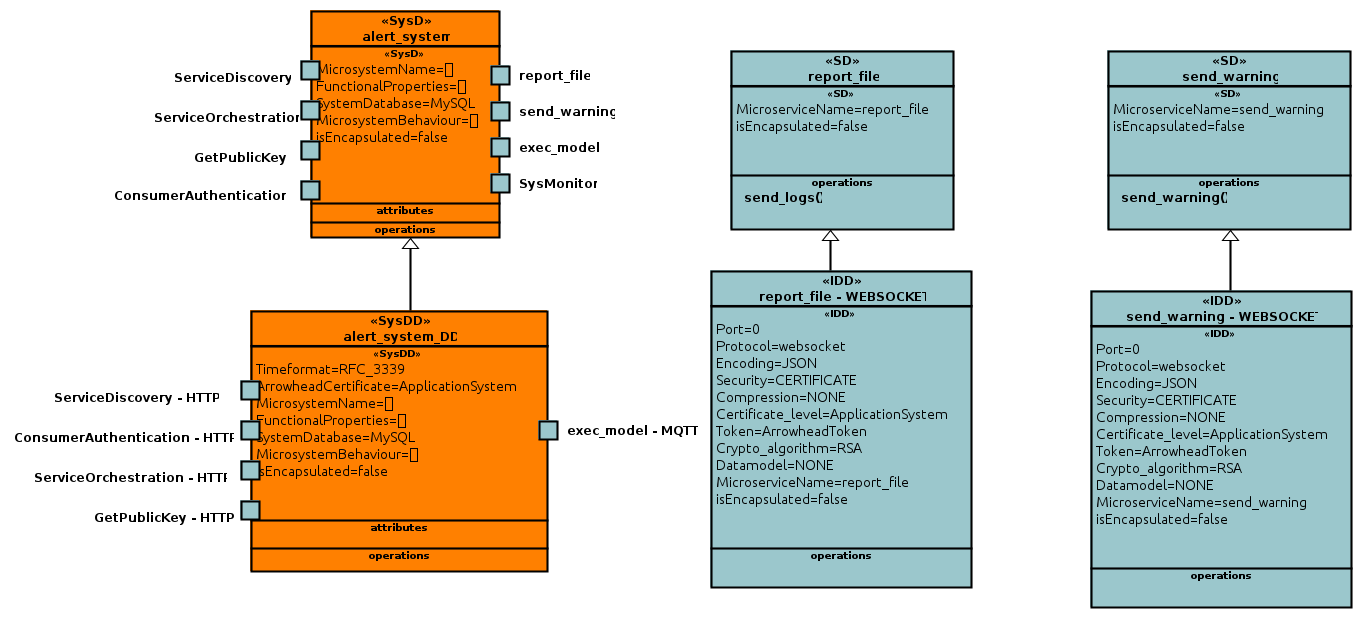 «SysD»
alert_system
«SysD»
MicrosystemName=[]
FunctionalProperties=[]
SystemDatabase=MySQL
MicrosystemBehaviour=[]
isEncapsulated=false
attributes
operations
ServiceDiscovery
ServiceOrchestration
GetPublicKey
ConsumerAuthentication
report_file
send_warning
exec_model
SysMonitor
«SysDD»
alert_system_DD
«SysDD»
Timeformat=RFC_3339
ArrowheadCertificate=ApplicationSystem
MicrosystemName=[]
FunctionalProperties=[]
SystemDatabase=MySQL
MicrosystemBehaviour=[]
isEncapsulated=false
attributes
operations
ServiceDiscovery - HTTP
ConsumerAuthentication - HTTP
ServiceOrchestration - HTTP
GetPublicKey - HTTP
exec_model - MQTT
«SD»
report_file
«SD»
MicroserviceName=report_file
isEncapsulated=false
operations
send_logs()
«IDD»
report_file - WEBSOCKET
«IDD»
Port=0
Protocol=websocket
Encoding=JSON
Security=CERTIFICATE
Compression=NONE
Certificate_level=ApplicationSystem
Token=ArrowheadToken
Crypto_algorithm=RSA
Datamodel=NONE
MicroserviceName=report_file
isEncapsulated=false
operations
«SD»
send_warning
«SD»
MicroserviceName=send_warning
isEncapsulated=false
operations
send_warning()
«IDD»
send_warning - WEBSOCKET
«IDD»
Port=0
Protocol=websocket
Encoding=JSON
Security=CERTIFICATE
Compression=NONE
Certificate_level=ApplicationSystem
Token=ArrowheadToken
Crypto_algorithm=RSA
Datamodel=NONE
MicroserviceName=send_warning
isEncapsulated=false
operations